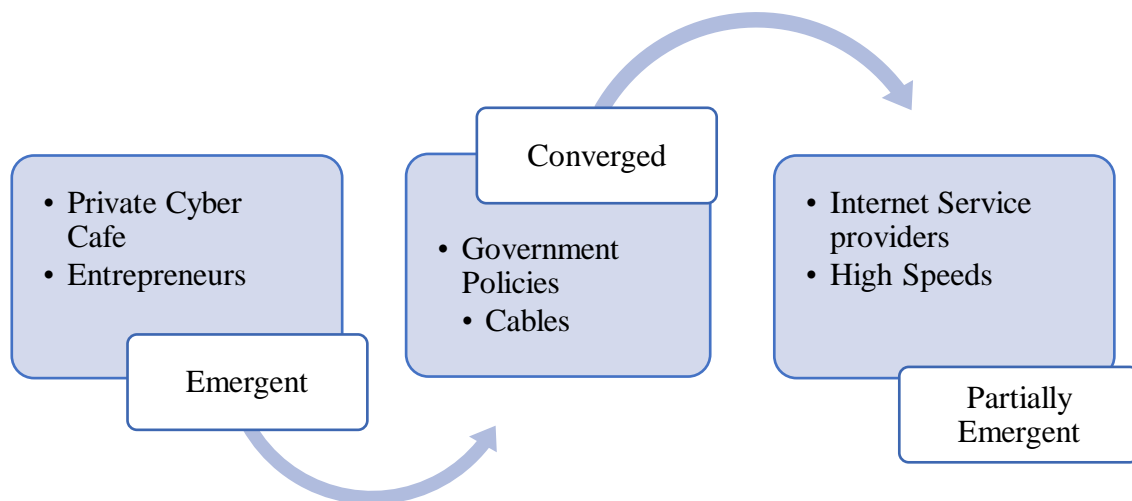 • Private Cyber
Cafe
• Entrepreneurs
Emergent
Converged
• Government
Policies
• Cables
• Internet Service
providers
• High Speeds
Partially
Emergent